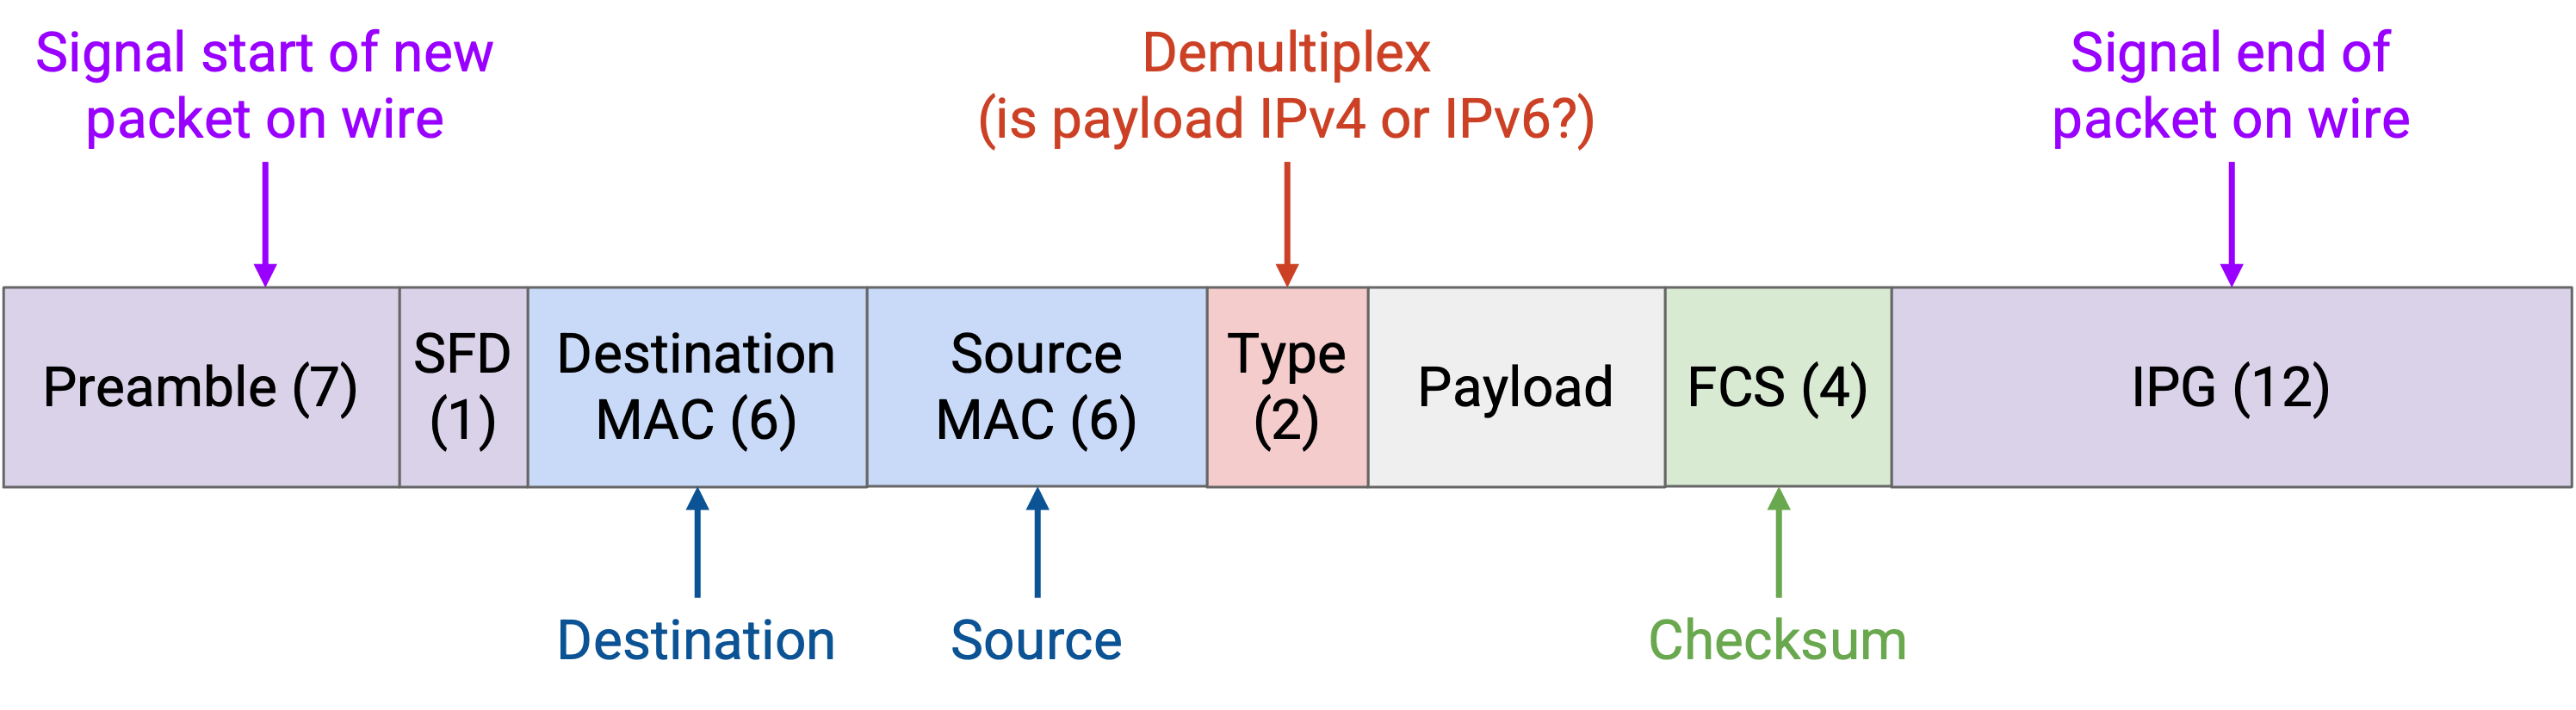 Signal start of new
packet on wire
Demultiplex
(is payload IPv4 or IPv6?)
Signal end of
packet on wire
Preamble (7)
SFD
(1)
Destination
MAC (6)
Source
MAC (6)
Type
(2)
Payload
FCS (4)
IPG (12)
Destination
Source
Checksum